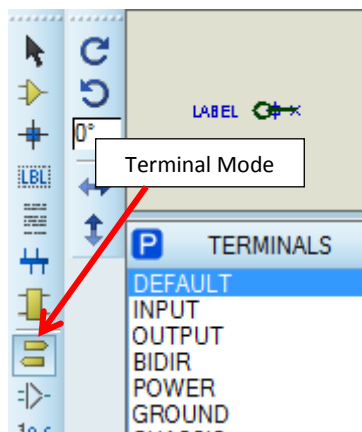 LABEL
0°
Terminal Mode
LBL
P TERMINALS
DEFAULT
INPUT
OUTPUT
BIDIR
POWER
GROUND